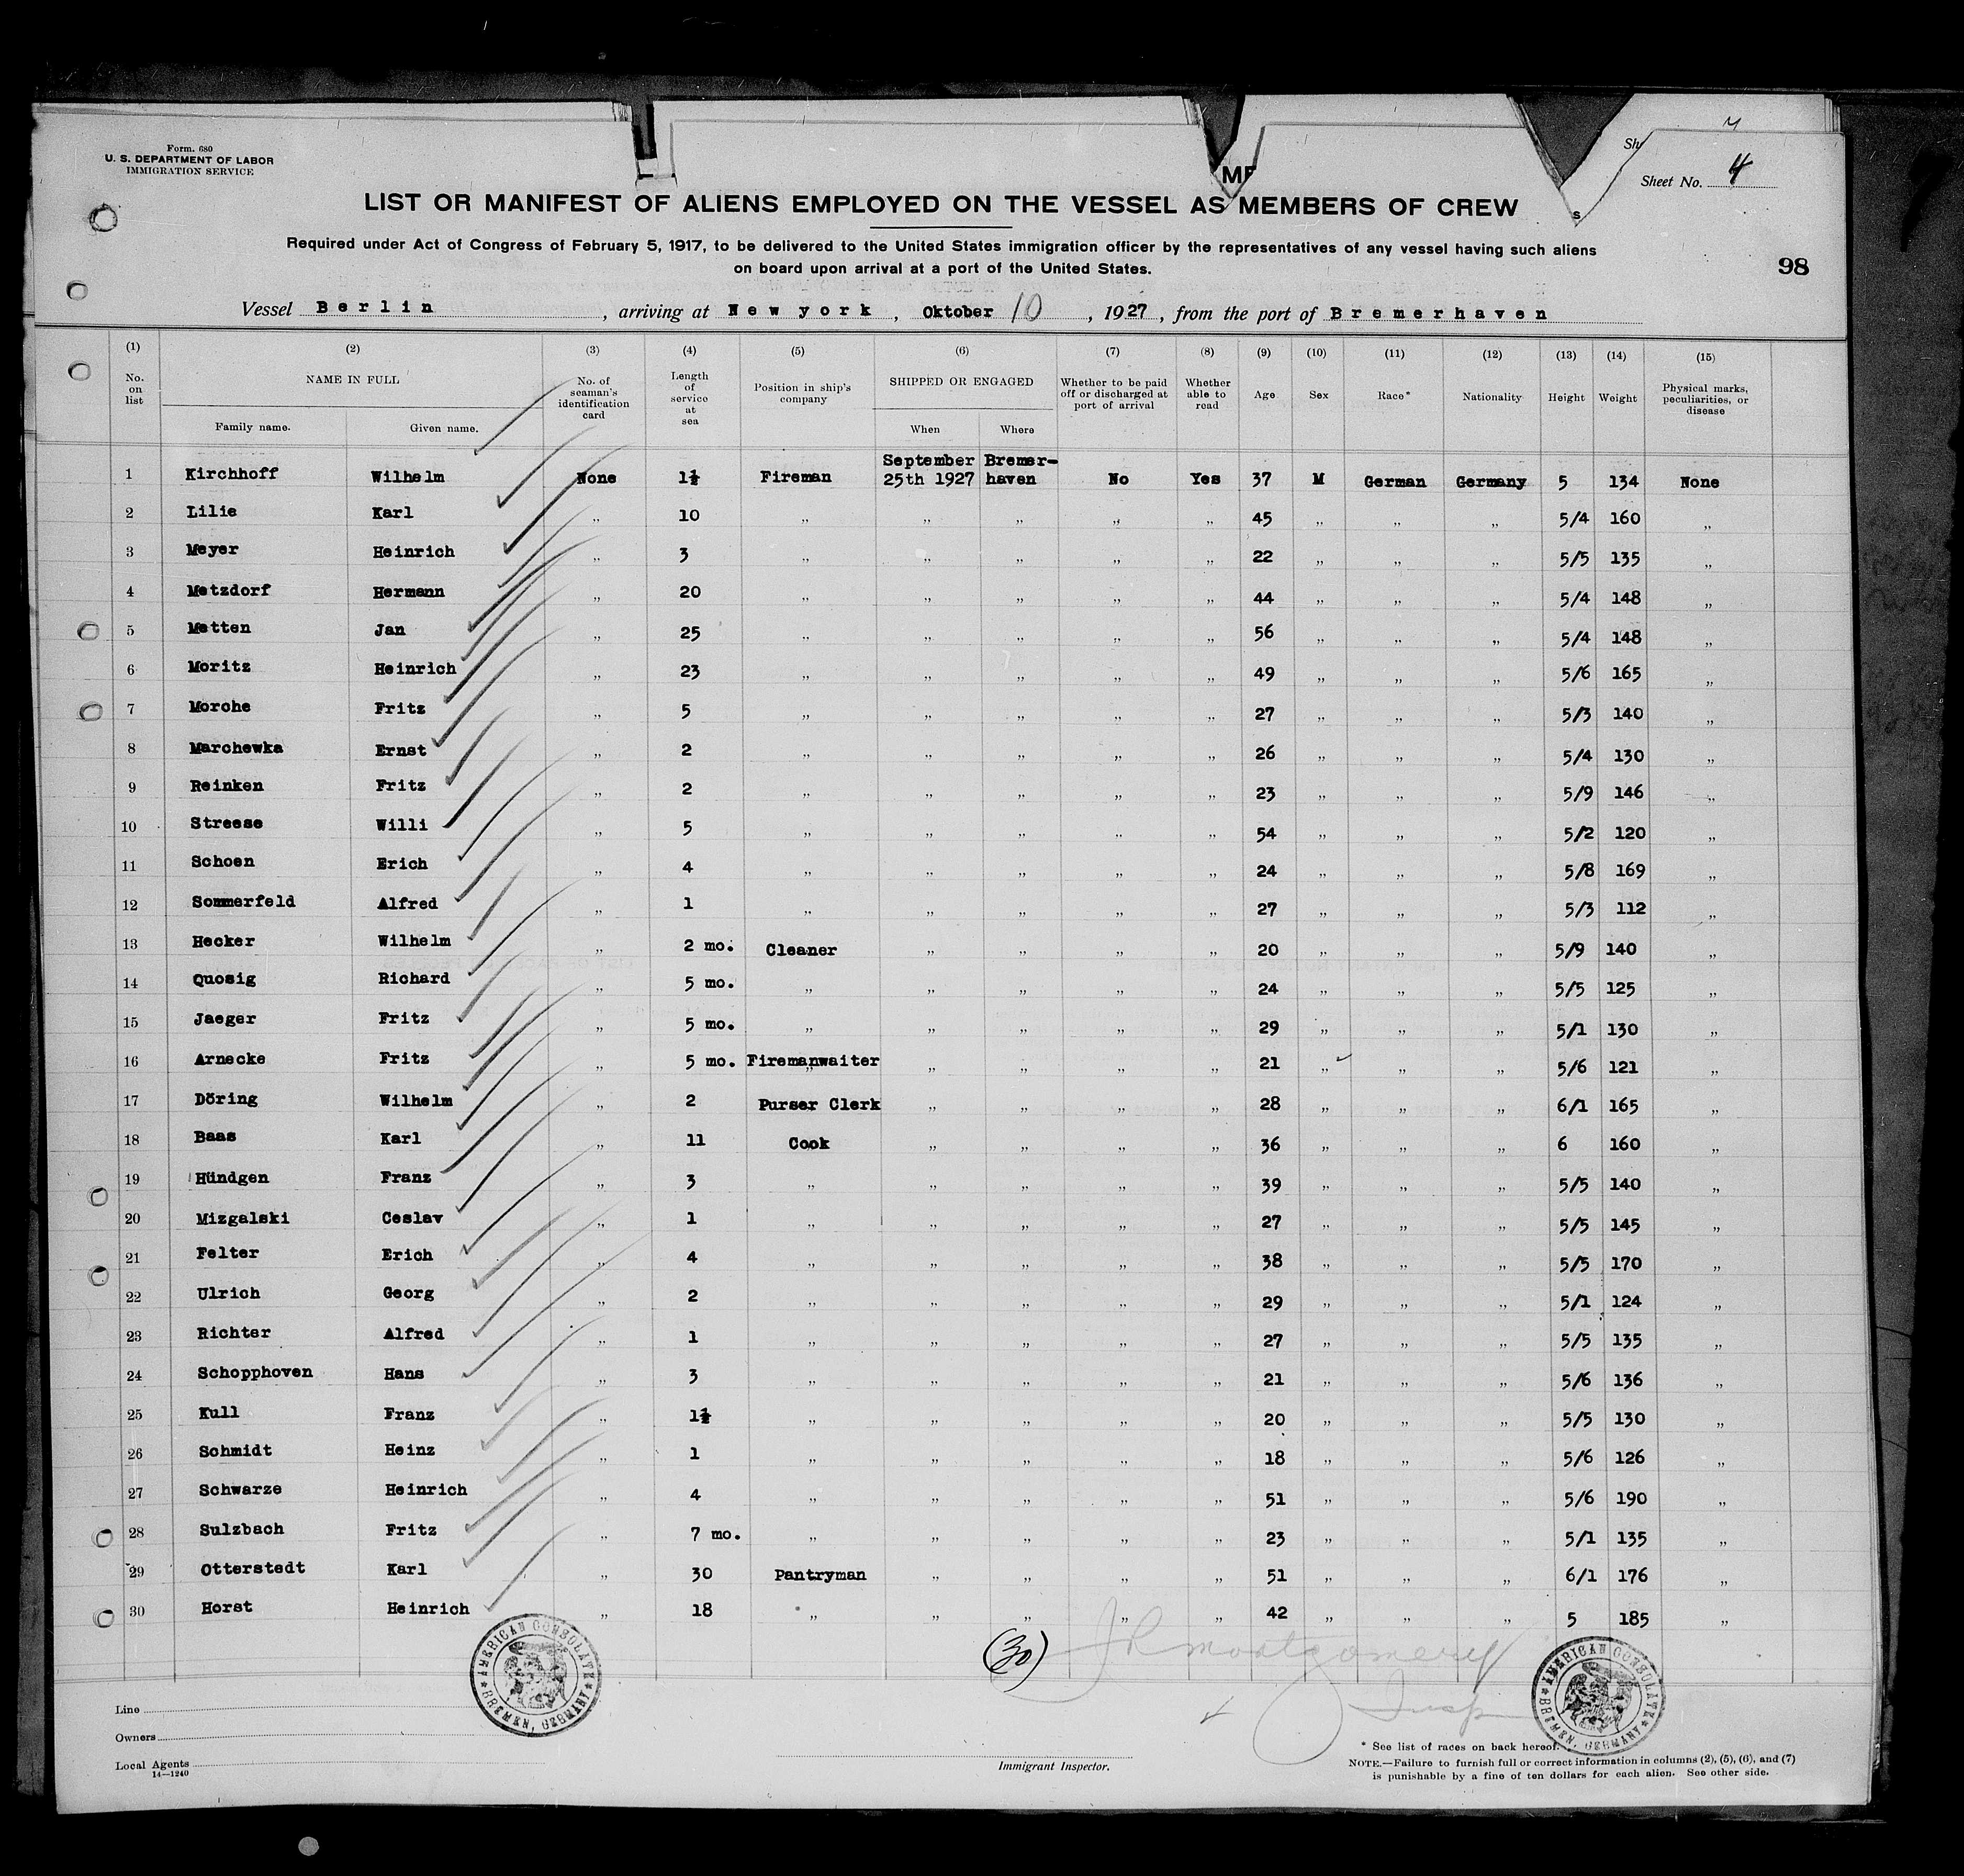 Form. 680
U. S. DEPARTMENT OF LABOR
IMMIGRATION SERVICE
Sheet No. 4
LIST OR MANIFEST OF ALIENS EMPLOYED ON THE VESSEL AS MEMBERS OF CREW
Required under Act of Congress of February 5, 1917, to be delivered to the United States immigration officer by the representatives of any vessel having such aliens
on board upon arrival at a port of the United States.
98
Vessel Berlin, arriving at New york, Oktober 10, 1927, from the port of Bremerhaven
(1) (2) (3) (4) (5) (6) (7) (8) (9) (10) (11) (12) (13) (14) (15)
No. on list NAME IN FULL Family name. Given name. No. of seaman's identification card Length of service at sea Position in ship's company SHIPPED OR ENGAGED When Where Whether to be paid off or discharged at port of arrival Whether able to read Age Sex Race* Nationality Height Weight Physical marks, peculiarities, or disease
1 Kirchhoff Wilhelm None 1½ Fireman September 25th 1927 Bremer-haven No Yes 37 M German Germany 5 134 None
2 Lilie Karl ,, 10 ,, ,, ,, ,, ,, 45 ,, ,, ,, 5/4 160 ,,
3 Meyer Heinrich ,, 3 ,, ,, ,, ,, ,, 22 ,, ,, ,, 5/5 135 ,,
4 Metzdorf Hermann ,, 20 ,, ,, ,, ,, ,, 44 ,, ,, ,, 5/4 148 ,,
5 Metten Jan ,, 25 ,, ,, ,, ,, ,, 56 ,, ,, ,, 5/4 148 ,,
6 Moritz Heinrich ,, 23 ,, ,, ,, ,, ,, 49 ,, ,, ,, 5/6 165 ,,
7 Morche Fritz ,, 5 ,, ,, ,, ,, ,, 27 ,, ,, ,, 5/3 140 ,,
8 Marchewka Ernst ,, 2 ,, ,, ,, ,, ,, 26 ,, ,, ,, 5/4 130 ,,
9 Reinken Fritz ,, 2 ,, ,, ,, ,, ,, 23 ,, ,, ,, 5/9 146 ,,
10 Streese Willi ,, 5 ,, ,, ,, ,, ,, 54 ,, ,, ,, 5/2 120 ,,
11 Schoen Erich ,, 4 ,, ,, ,, ,, ,, 24 ,, ,, ,, 5/8 169 ,,
12 Sommerfeld Alfred ,, 1 ,, ,, ,, ,, ,, 27 ,, ,, ,, 5/3 112 ,,
13 Hecker Wilhelm ,, 2 mo. Cleaner ,, ,, ,, ,, 20 ,, ,, ,, 5/9 140 ,,
14 Quosig Richard ,, 5 mo. ,, ,, ,, ,, ,, 24 ,, ,, ,, 5/5 125 ,,
15 Jaeger Fritz ,, 5 mo. ,, ,, ,, ,, ,, 29 ,, ,, ,, 5/1 130 ,,
16 Arnecke Fritz ,, 5 mo. Firemanwaiter ,, ,, ,, ,, 21 ,, ,, ,, 5/6 121 ,,
17 Döring Wilhelm ,, 2 Purser Clerk ,, ,, ,, ,, 28 ,, ,, ,, 6/1 165 ,,
18 Baas Karl ,, 11 Cook ,, ,, ,, ,, 36 ,, ,, ,, 6 160 ,,
19 Hündgen Franz ,, 3 ,, ,, ,, ,, ,, 39 ,, ,, ,, 5/5 140 ,,
20 Mizgalski Ceslav ,, 1 ,, ,, ,, ,, ,, 27 ,, ,, ,, 5/5 145 ,,
21 Felter Erich ,, 4 ,, ,, ,, ,, ,, 38 ,, ,, ,, 5/5 170 ,,
22 Ulrich Georg ,, 2 ,, ,, ,, ,, ,, 29 ,, ,, ,, 5/1 124 ,,
23 Richter Alfred ,, 1 ,, ,, ,, ,, ,, 27 ,, ,, ,, 5/5 135 ,,
24 Schopphoven Hans ,, 3 ,, ,, ,, ,, ,, 21 ,, ,, ,, 5/6 136 ,,
25 Kull Franz ,, 1½ ,, ,, ,, ,, ,, 20 ,, ,, ,, 5/5 130 ,,
26 Schmidt Heinz ,, 1 ,, ,, ,, ,, ,, 18 ,, ,, ,, 5/6 126 ,,
27 Schwarze Heinrich ,, 4 ,, ,, ,, ,, ,, 51 ,, ,, ,, 5/6 190 ,,
28 Sulzbach Fritz ,, 7 mo. ,, ,, ,, ,, ,, 23 ,, ,, ,, 5/1 135 ,,
29 Otterstedt Karl ,, 30 Pantryman ,, ,, ,, ,, 51 ,, ,, ,, 6/1 176 ,,
30 Horst Heinrich ,, 18 ,, ,, ,, ,, ,, 42 ,, ,, ,, 5 185 ,,
(30) J R Montgomery
Insp
AMERICAN CONSULATE BREMEN, GERMANY
AMERICAN CONSULATE BREMEN, GERMANY
Line
Owners
Local Agents
14—1240
Immigrant Inspector.
* See list of races on back hereof.
NOTE.—Failure to furnish full or correct information in columns (2), (5), (6), and (7)
is punishable by a fine of ten dollars for each alien. See other side.